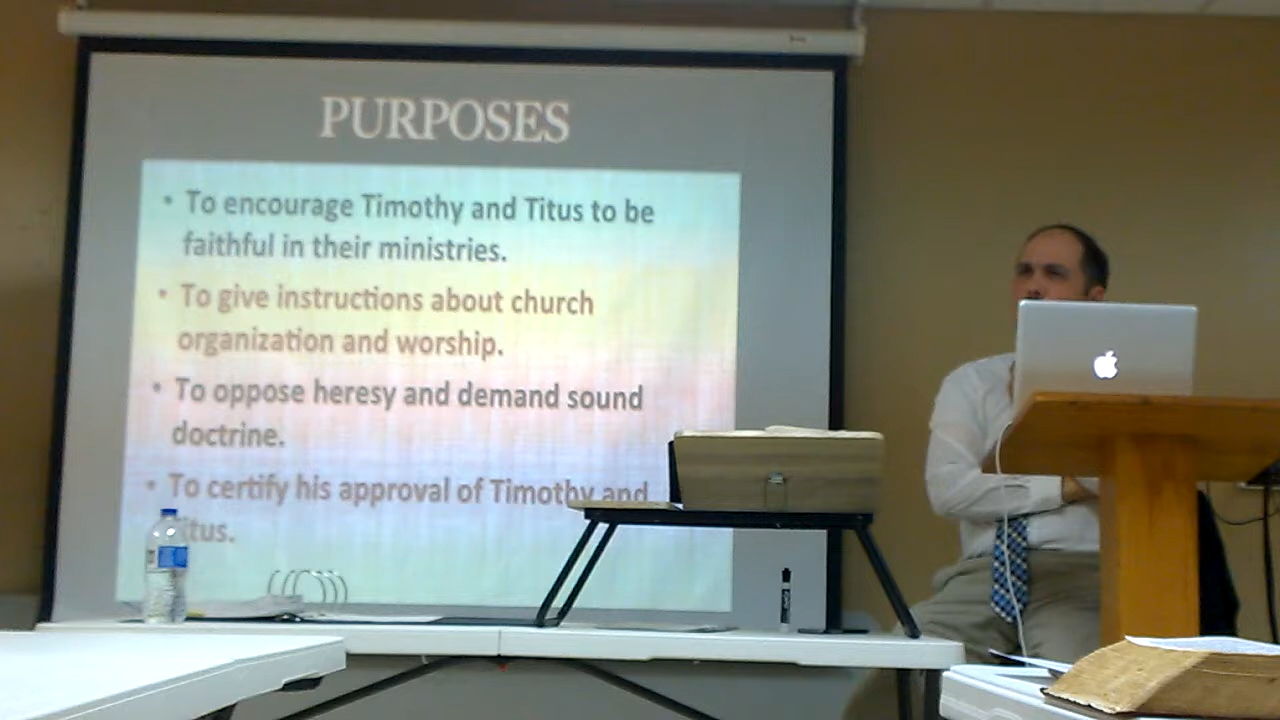 PURPOSES
• To encourage Timothy and Titus to be
faithful in their ministries.
• To give instructions about church
organization and worship.
• To oppose heresy and demand sound
doctrine.
• To certify his approval of Timothy and
itus.